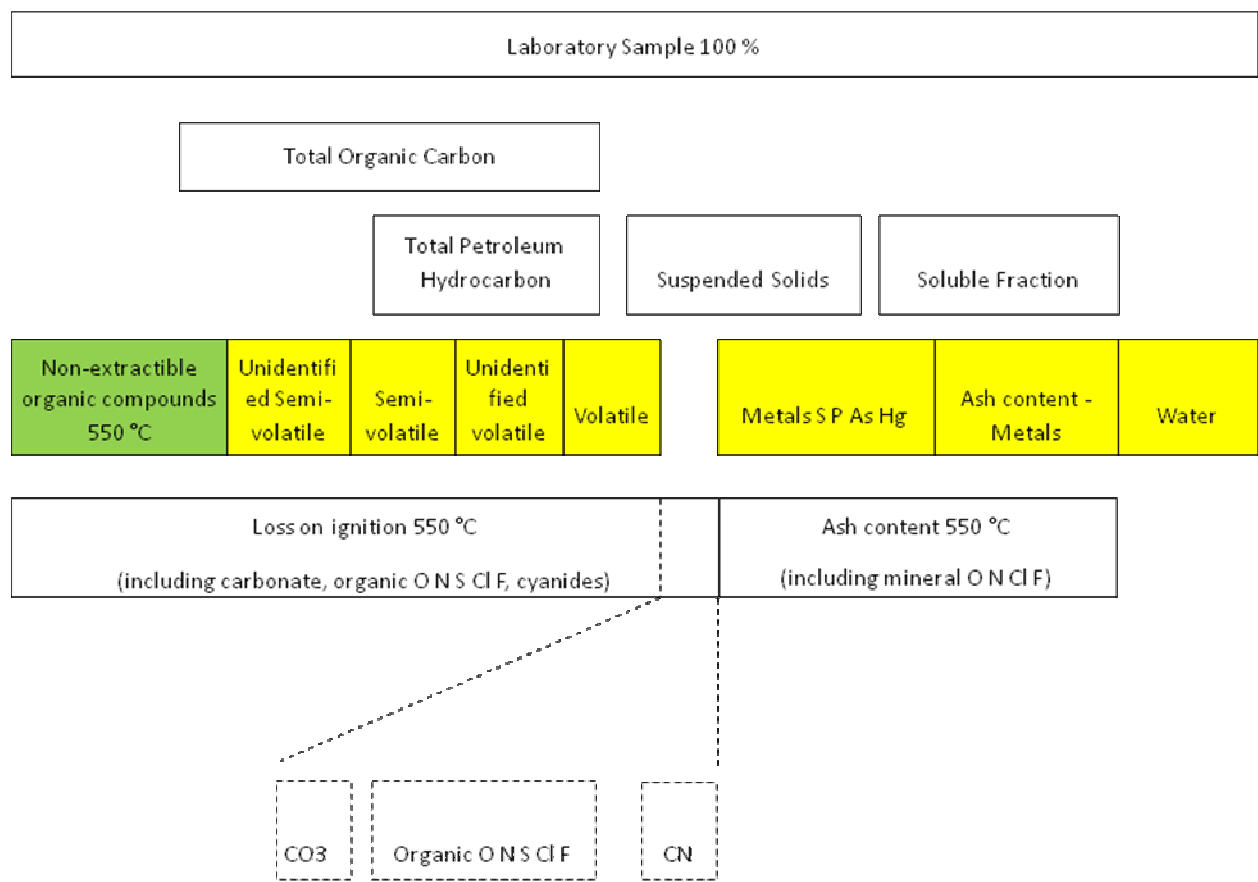 Laboratory Sample 100 %
Total Organic Carbon
Total Petroleum
Hydrocarbon
Suspended Solids
Soluble Fraction
Non-extractible
organic compounds
550 °C
Unidentifi
ed Semi-
volatile
Semi-
volatile
Unidenti
fied
volatile
Volatile
Metals S P As Hg
Ash content -
Metals
Water
Loss on ignition 550 °C
(including carbonate, organic O N S Cl F, cyanides)
Ash content 550 °C
(including mineral O N Cl F)
CO3
Organic O N S Cl F
CN